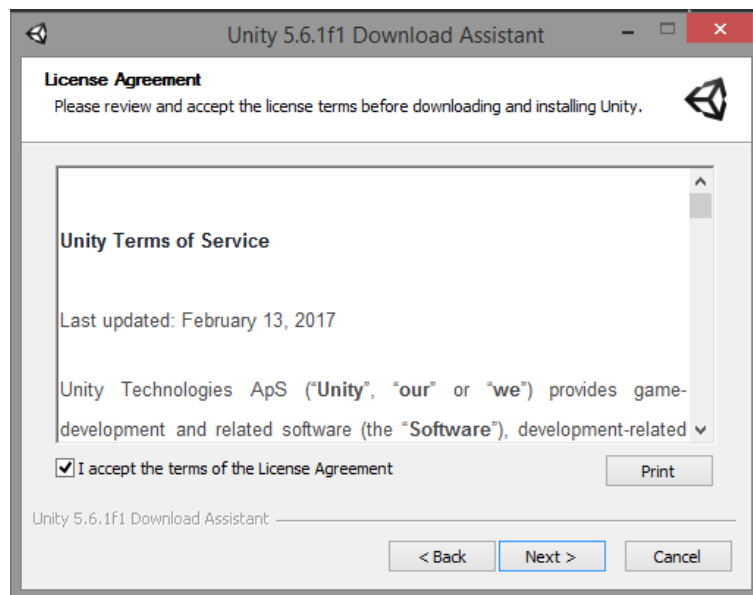 Unity 5.6.1f1 Download Assistant
License Agreement
Please review and accept the license terms before downloading and installing Unity.
Unity Terms of Service
Last updated: February 13, 2017
Unity Technologies ApS (“Unity”, “our” or “we”) provides game-
development and related software (the “Software”), development-related
I accept the terms of the License Agreement
Print
Unity 5.6.1f1 Download Assistant
< Back Next > Cancel